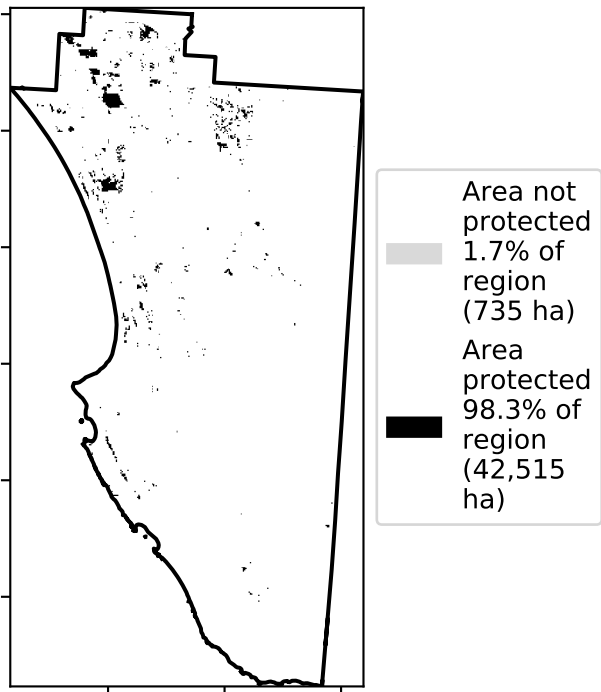 Area not
protected
1.7% of
region
(735 ha)
Area
protected
98.3% of
region
(42,515
ha)